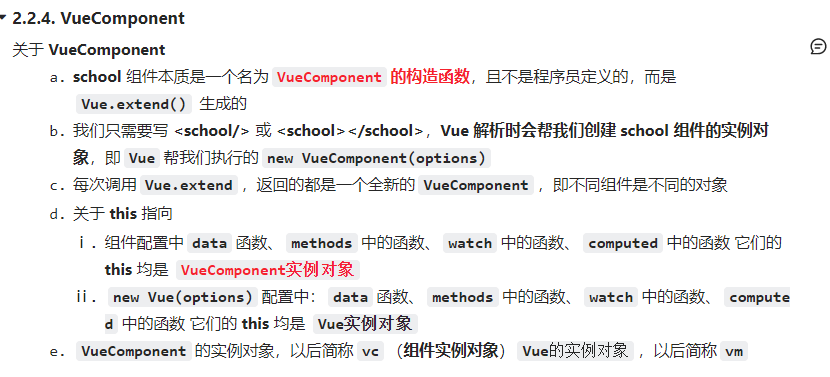 2.2.4. VueComponent
关于 VueComponent
a. school 组件本质是一个名为 VueComponent 的构造函数，且不是程序员定义的，而是
Vue.extend() 生成的
b. 我们只需要写 <school/> 或 <school></school>，Vue 解析时会帮我们创建 school 组件的实例对
象，即 Vue 帮我们执行的 new VueComponent(options)
c. 每次调用 Vue.extend ，返回的都是一个全新的 VueComponent ，即不同组件是不同的对象
d. 关于 this 指向
ⅰ. 组件配置中 data 函数、 methods 中的函数、 watch 中的函数、 computed 中的函数 它们的
this 均是 VueComponent实例对象
ⅱ. new Vue(options) 配置中： data 函数、 methods 中的函数、 watch 中的函数、 compute
d 中的函数 它们的 this 均是 Vue实例对象
e. VueComponent 的实例对象，以后简称 vc （组件实例对象） Vue的实例对象 ，以后简称 vm